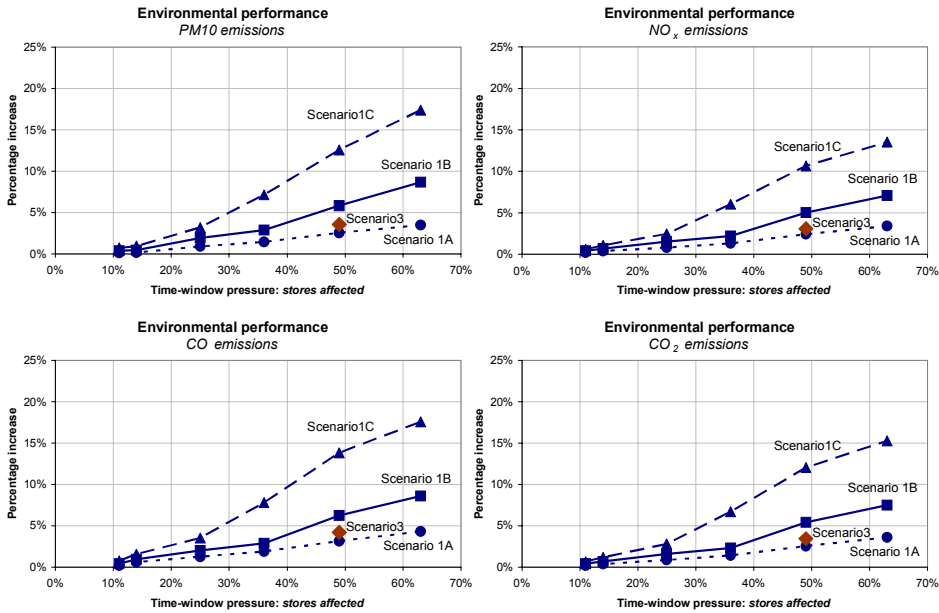 Environmental performance
PM10 emissions
Percentage increase
25%
20%
15%
10%
5%
0%
Scenario1C
Scenario 1B
Scenario3
Scenario 1A
0% 10% 20% 30% 40% 50% 60% 70%
Time-window pressure: stores affected
Environmental performance
NOx emissions
Percentage increase
25%
20%
15%
10%
5%
0%
Scenario1C
Scenario 1B
Scenario3
Scenario 1A
0% 10% 20% 30% 40% 50% 60% 70%
Time-window pressure: stores affected
Environmental performance
CO emissions
Percentage increase
25%
20%
15%
10%
5%
0%
Scenario1C
Scenario 1B
Scenario3
Scenario 1A
0% 10% 20% 30% 40% 50% 60% 70%
Time-window pressure: stores affected
Environmental performance
CO2 emissions
Percentage increase
25%
20%
15%
10%
5%
0%
Scenario1C
Scenario 1B
Scenario3
Scenario 1A
0% 10% 20% 30% 40% 50% 60% 70%
Time-window pressure: stores affected